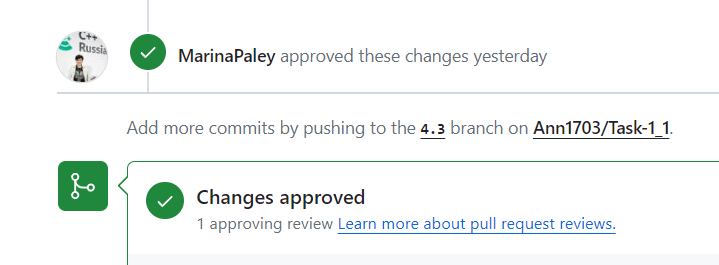 C++
Russia
MarinaPaley approved these changes yesterday
Add more commits by pushing to the 4.3 branch on Ann1703/Task-1_1.
Changes approved
1 approving review Learn more about pull request reviews.